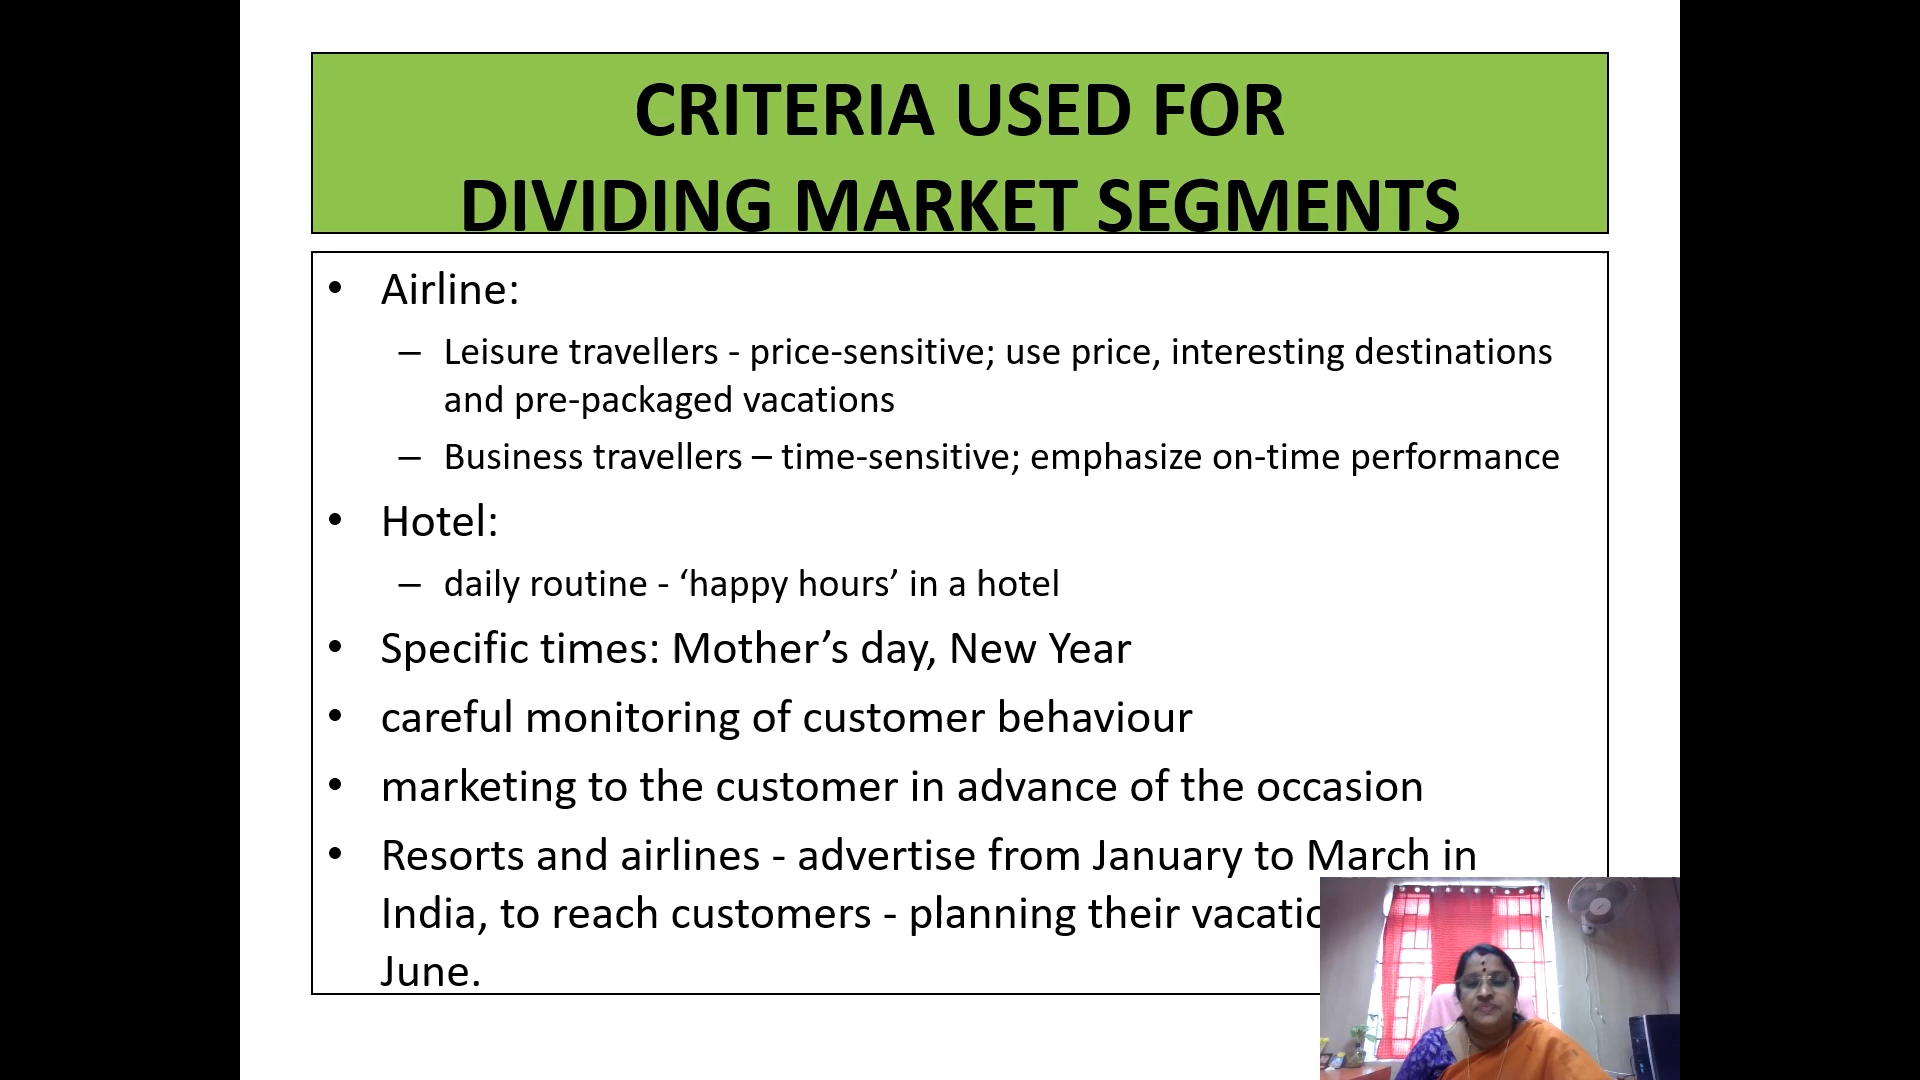 CRITERIA USED FOR
DIVIDING MARKET SEGMENTS
• Airline:
– Leisure travellers - price-sensitive; use price, interesting destinations
and pre-packaged vacations
– Business travellers – time-sensitive; emphasize on-time performance
• Hotel:
– daily routine - ‘happy hours’ in a hotel
• Specific times: Mother’s day, New Year
• careful monitoring of customer behaviour
• marketing to the customer in advance of the occasion
• Resorts and airlines - advertise from January to March in
India, to reach customers - planning their
June.